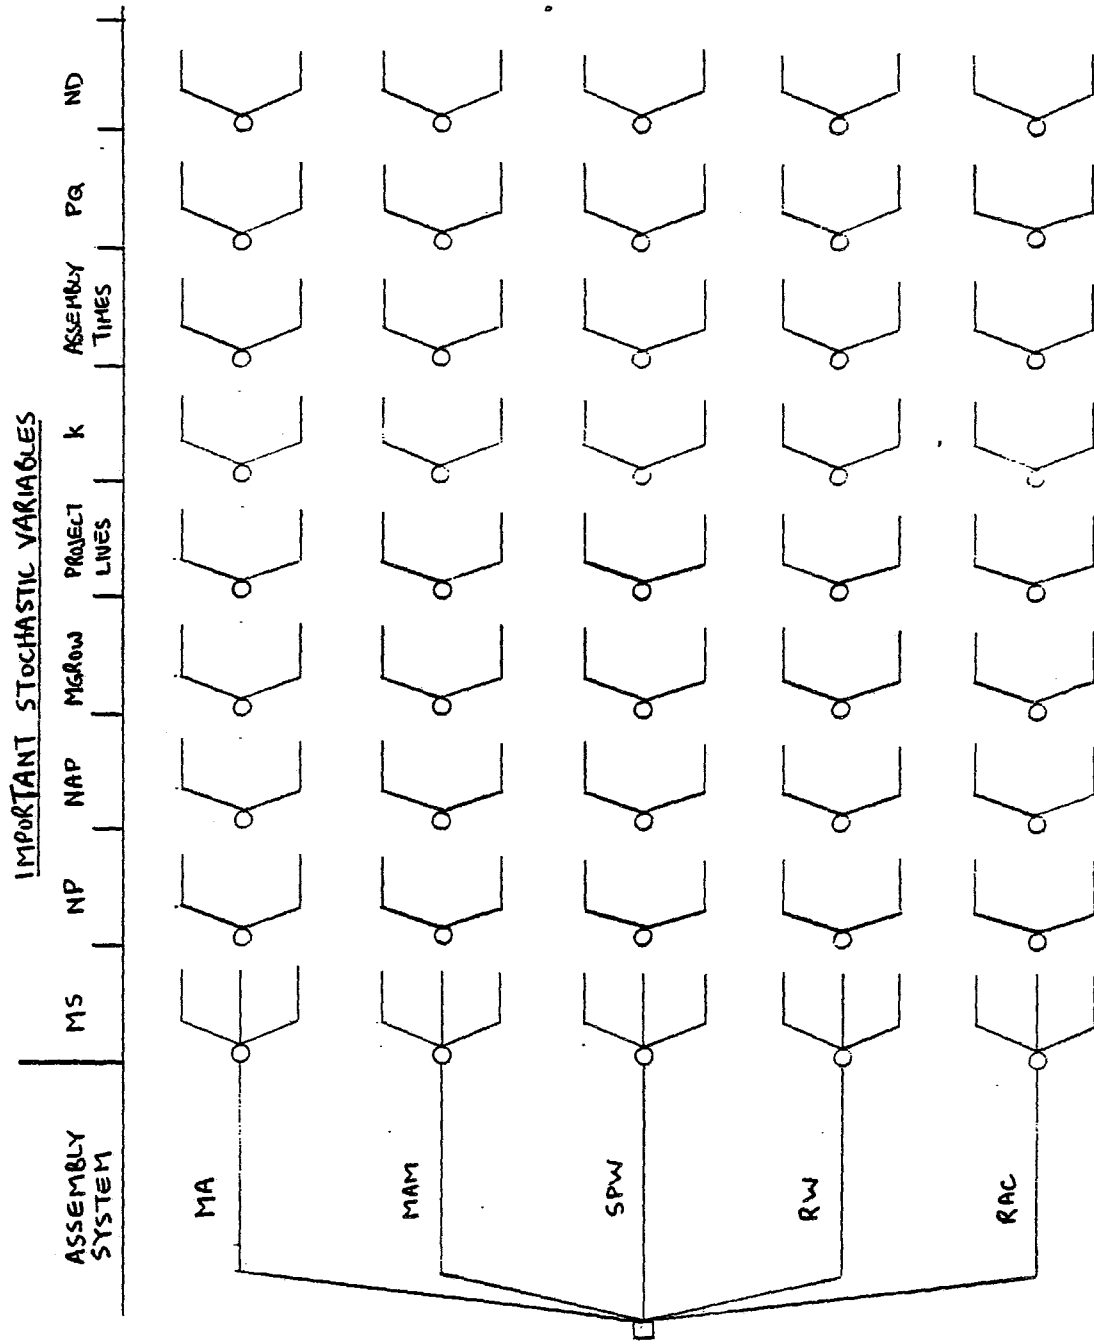 IMPORTANT STOCHASTIC VARIABLES
ASSEMBLY
SYSTEM
MS
NP
NAP
MGROW
PROJECT
LIVES
K
ASSEMBLY
TIMES
PQ
ND
MA
MAM
SPW
RW
RAC